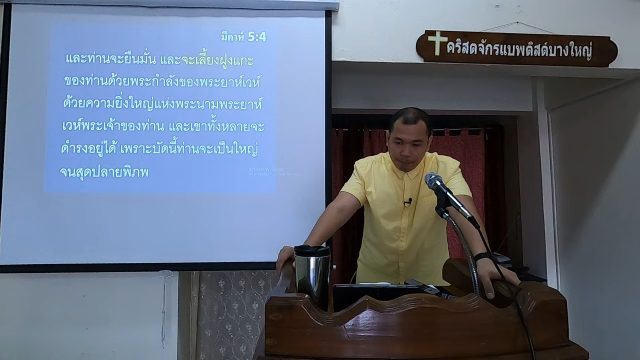 มีคาห์ 5:4
และท่านจะยืนมั่น และจะเลี้ยงฝูงแกะ
ของท่านด้วยพระกำลังของพระยาห์เวห์
ด้วยความยิ่งใหญ่แห่งพระนามพระยาห์
เวห์พระเจ้าของท่าน และเขาทั้งหลายจะ
ดำรงอยู่ได้ เพราะบัดนี้ท่านจะเป็นใหญ่
จนสุดปลายพิภพ
คริสตจักรแบพติสต์บางใหญ่